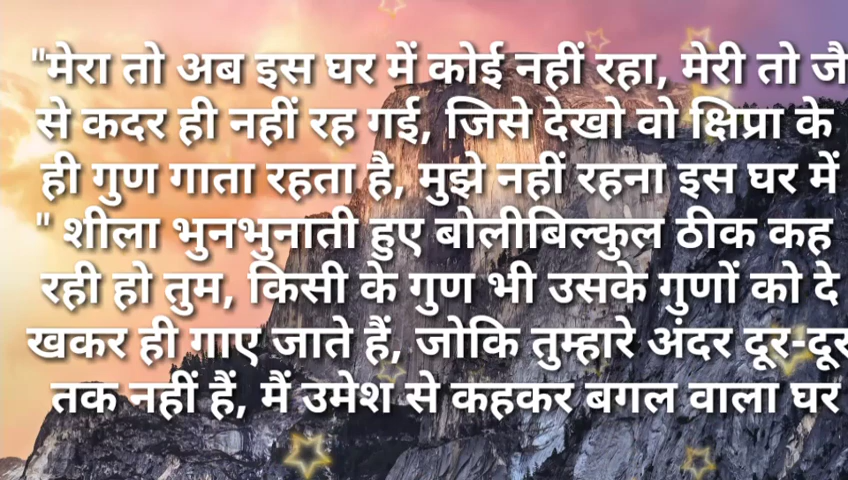 "मेरा तो अब इस घर में कोई नहीं रहा, मेरी तो जै
से कदर ही नहीं रह गई, जिसे देखो वो क्षिप्रा के
ही गुण गाता रहता है, मुझे नहीं रहना इस घर में
" शीला भुनभुनाती हुए बोलीबिल्कुल ठीक कह
रही हो तुम, किसी के गुण भी उसके गुणों को दे
खकर ही गाए जाते हैं, जोकि तुम्हारे अंदर दूर-दूर
तक नहीं हैं, मैं उमेश से कहकर बगल वाला घर